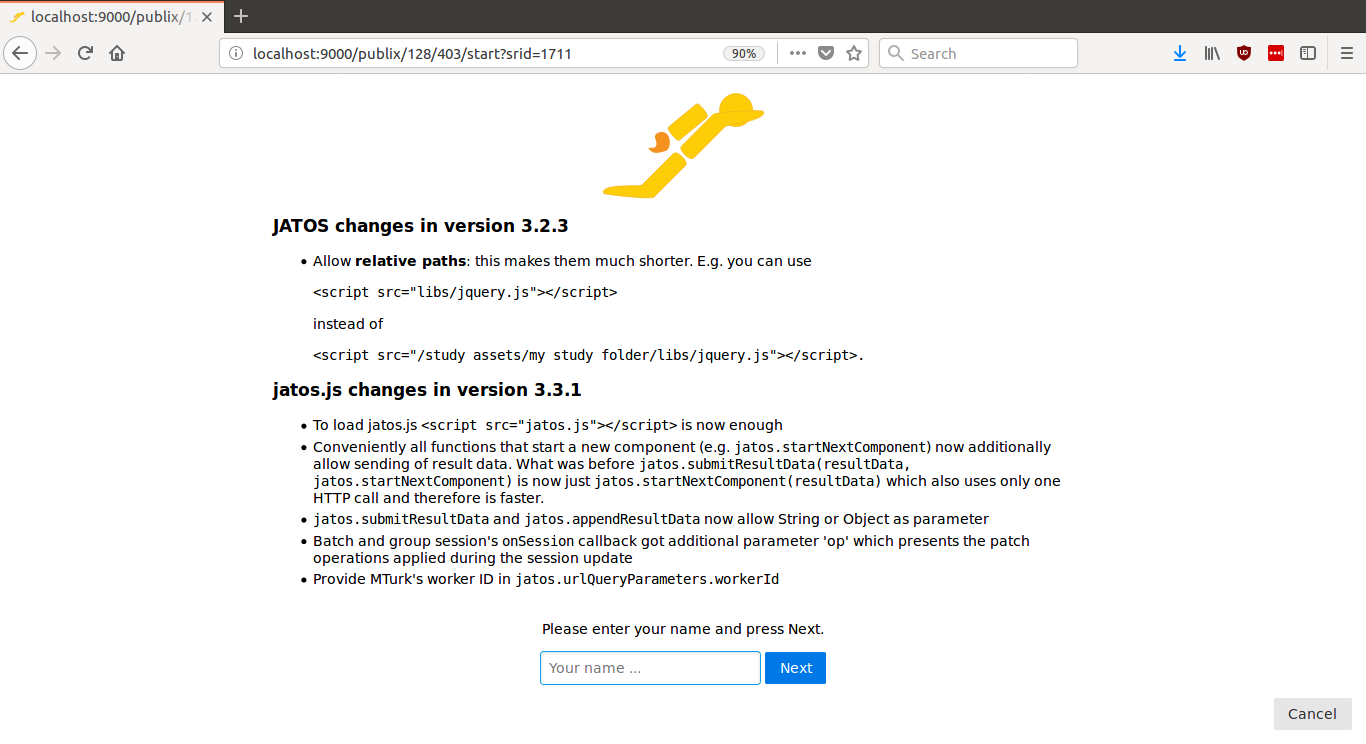 localhost:9000/publix/1
localhost:9000/publix/128/403/start?srid=1711
90%
Search
JATOS changes in version 3.2.3
Allow relative paths: this makes them much shorter. E.g. you can use
<script src="libs/jquery.js"></script>
instead of
<script src="/study assets/my study folder/libs/jquery.js"></script>.
jatos.js changes in version 3.3.1
To load jatos.js <script src="jatos.js"></script> is now enough
Conveniently all functions that start a new component (e.g. jatos.startNextComponent) now additionally
allow sending of result data. What was before jatos.submitResultData(resultData,
jatos.startNextComponent) is now just jatos.startNextComponent(resultData) which also uses only one
HTTP call and therefore is faster.
jatos.submitResultData and jatos.appendResultData now allow String or Object as parameter
Batch and group session's onSession callback got additional parameter 'op' which presents the patch
operations applied during the session update
Provide MTurk's worker ID in jatos.urlQueryParameters.workerId
Please enter your name and press Next.
Your name ...
Next
Cancel